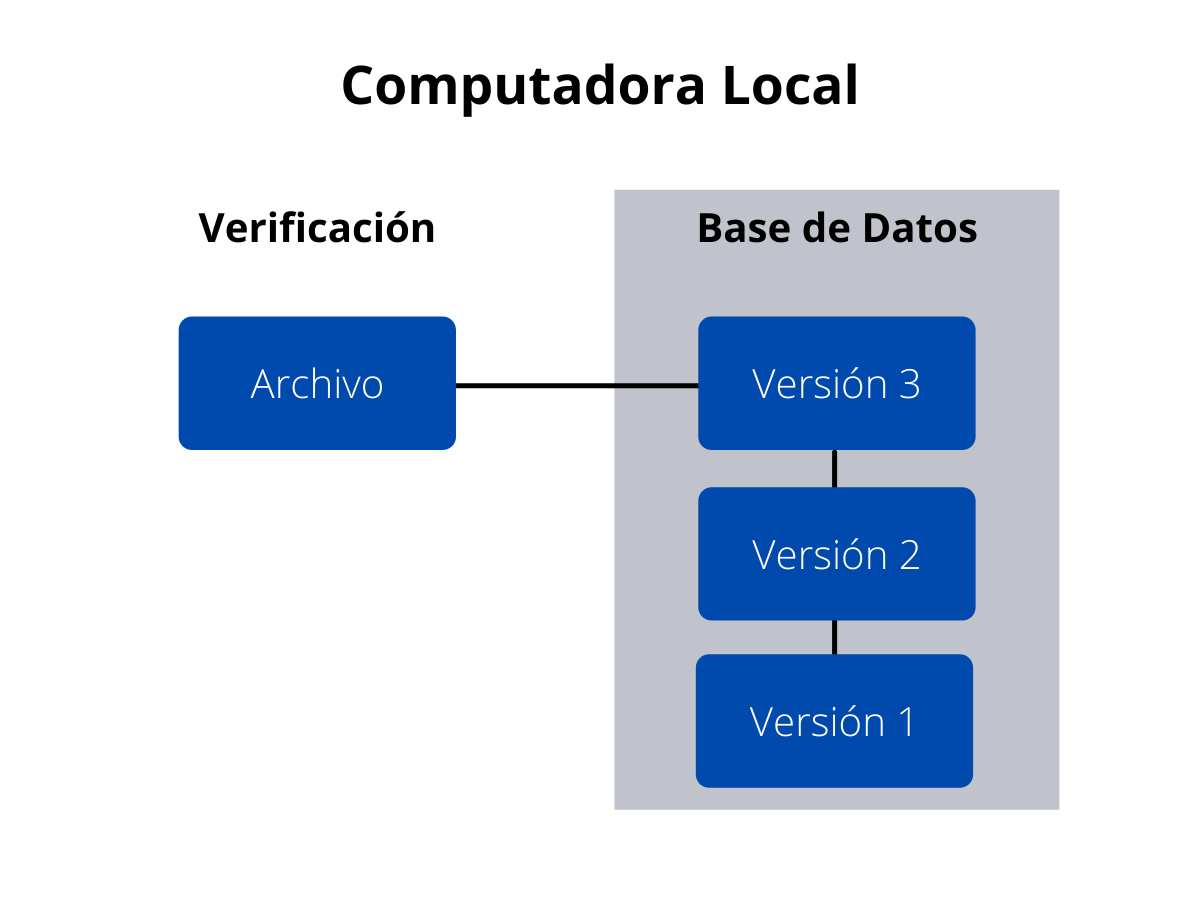 Computadora Local
Verificación
Base de Datos
Archivo
Versión 3
Versión 2
Versión 1